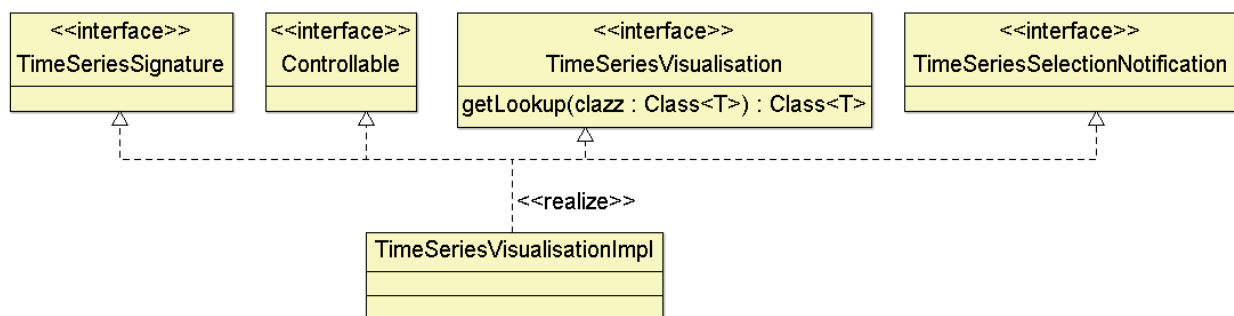 <<interface>>
TimeSeriesSignature
<<interface>>
Controllable
<<interface>>
TimeSeriesVisualisation
getLookup(clazz : Class<T>) : Class<T>
<<interface>>
TimeSeriesSelectionNotification
<<realize>>
TimeSeriesVisualisationImpl